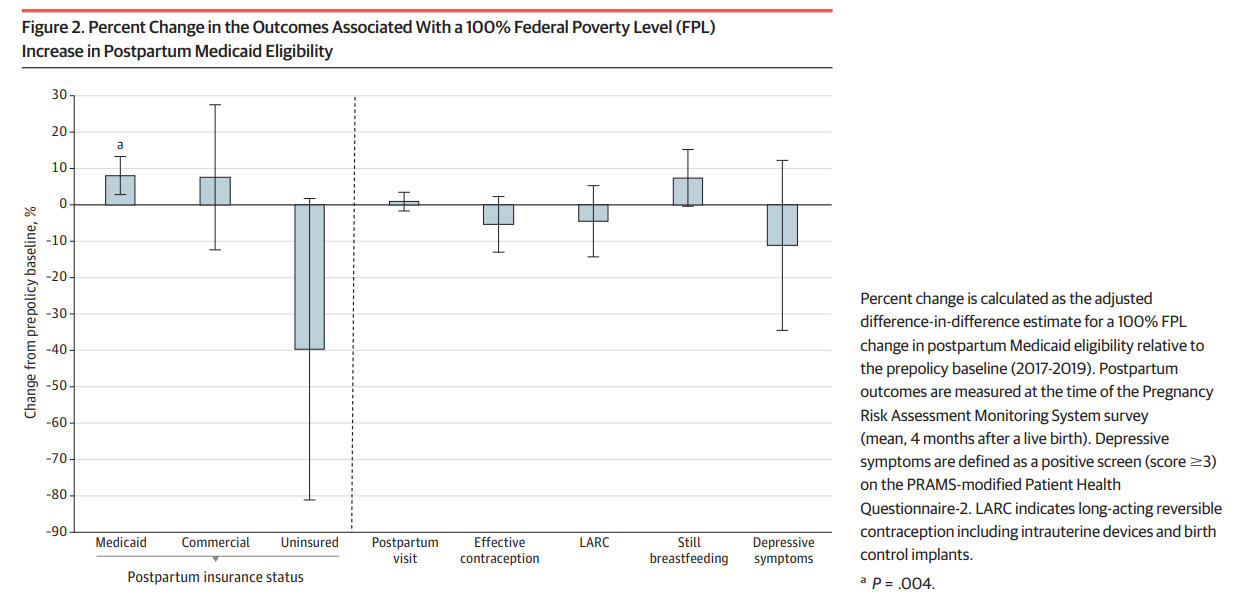 Figure 2. Percent Change in the Outcomes Associated With a 100% Federal Poverty Level (FPL)
Increase in Postpartum Medicaid Eligibility
Change from prepolicy baseline, %
30
20
10
0
-10
-20
-30
-40
-50
-60
-70
-80
-90
a
Medicaid
Commercial
Uninsured
Postpartum insurance status
Postpartum
visit
Effective
contraception
LARC
Still
breastfeeding
Depressive
symptoms
Percent change is calculated as the adjusted
difference-in-difference estimate for a 100% FPL
change in postpartum Medicaid eligibility relative to
the prepolicy baseline (2017-2019). Postpartum
outcomes are measured at the time of the Pregnancy
Risk Assessment Monitoring System survey
(mean, 4 months after a live birth). Depressive
symptoms are defined as a positive screen (score ≥3)
on the PRAMS-modified Patient Health
Questionnaire-2. LARC indicates long-acting reversible
contraception including intrauterine devices and birth
control implants.
a P = .004.